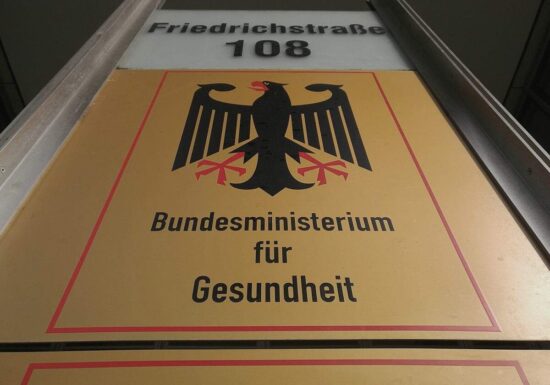 Friedrichstraße
108
Bundesministerium
für
Gesundheit